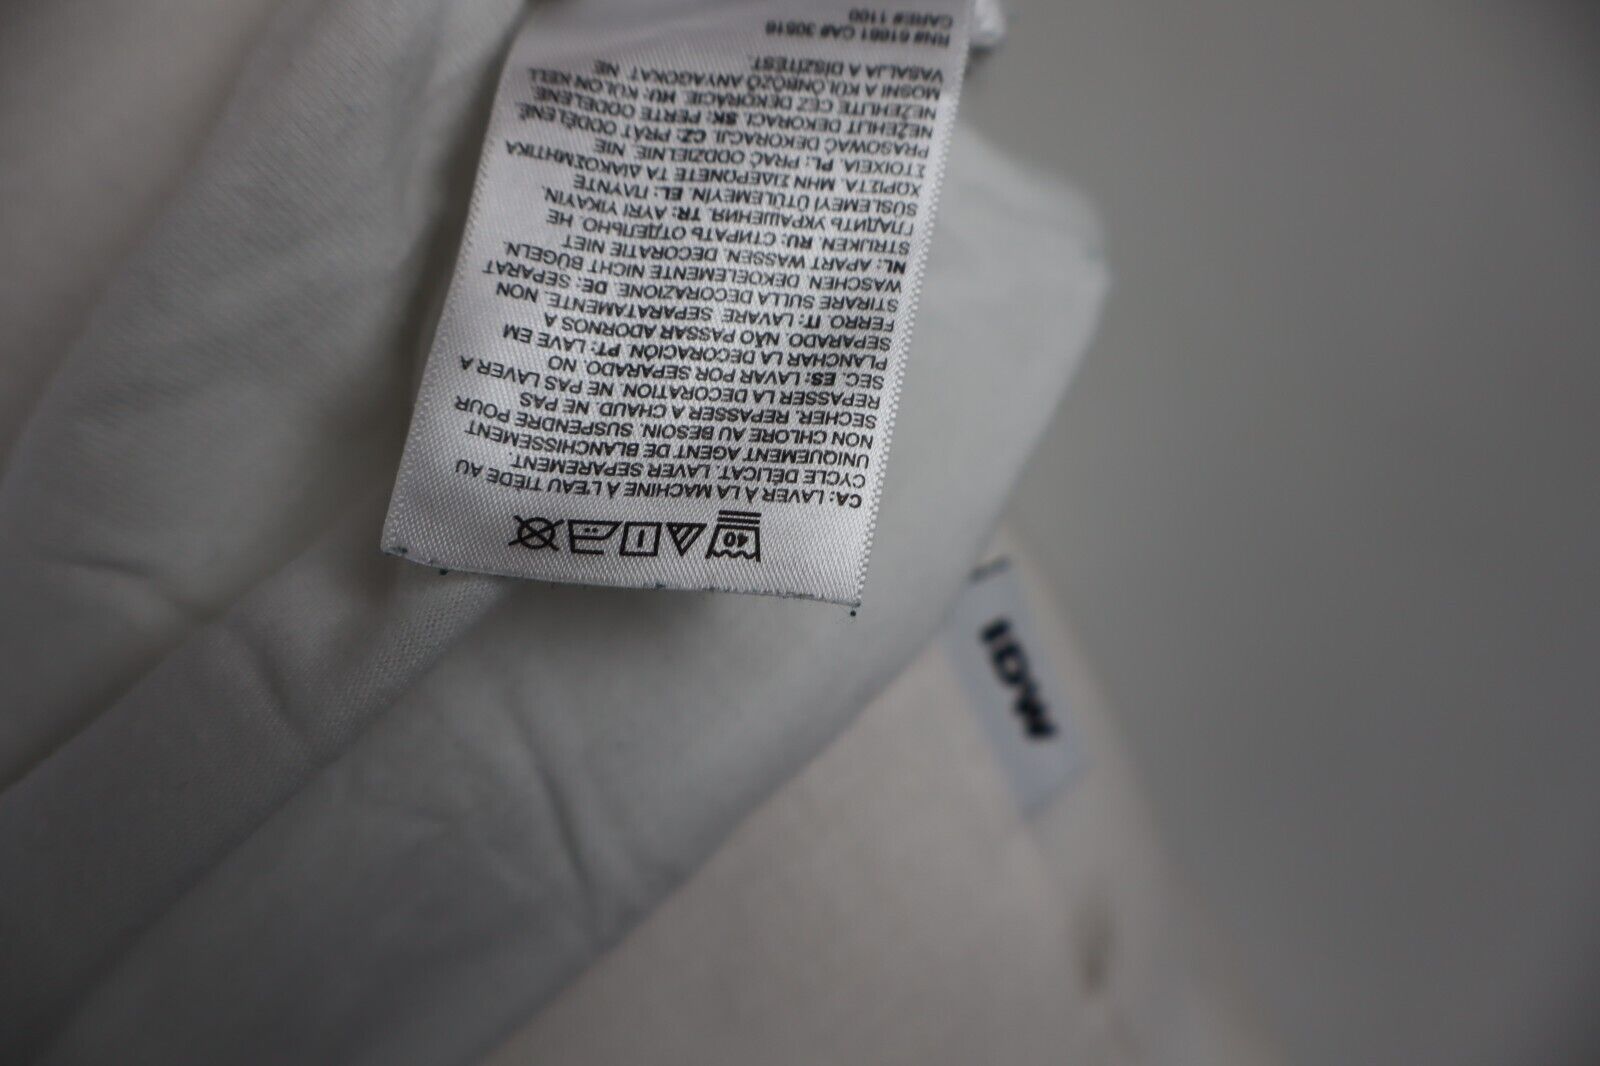 40
CA: LAVER À LA MACHINE À L'EAU TIÈDE AU
CYCLE DÉLICAT. LAVER SEPAREMENT.
UNIQUEMENT AGENT DE BLANCHISSEMENT
NON CHLORE AU BESOIN. SUSPENDRE POUR
SECHER. REPASSER A CHAUD. NE PAS
REPASSER LA DECORATION. NE PAS LAVER A
SEC. ES: LAVAR POR SEPARADO. NO
PLANCHAR LA DECORACIÓN. PT: LAVE EM
SEPARADO. NÃO PASSAR ADORNOS A
FERRO. IT: LAVARE SEPARATAMENTE. NON
STIRARE SULLA DECORAZIONE. DE: SEPARAT
WASCHEN. DEKOELEMENTE NICHT BÜGELN.
NL: APART WASSEN. DECORATIE NIET
STRIJKEN. RU: СТИРАТЬ ОТДЕЛЬНО. НЕ
ГЛАДИТЬ УКРАШЕНИЯ. TR: AYRI YIKAYIN.
SÜSLEMEYİ ÜTÜLEMEYİN. EL: ΠΛΥΝΤΕ
ΧΩΡΙΣΤΑ. ΜΗΝ ΣΙΔΕΡΩΝΕΤΕ ΤΑ ΔΙΑΚΟΣΜΗΤΙΚΑ
ΣΤΟΙΧΕΙΑ. PL: PRAĆ ODDZIELNIE. NIE
PRASOWAĆ DEKORACJI. CZ: PRÁT ODDĚLENĚ.
NEŽEHLIT DEKORACI. SK: PERTE ODDELENE.
NEŽEHLITE CEZ DEKORÁCIE. HU: KÜLÖN KELL
MOSNI A KÜLÖNBÖZŐ ANYAGOKAT. NE
VASALJA A DÍSZÍTÉST.
RN# 61661 CA# 30516
CARE# 1100